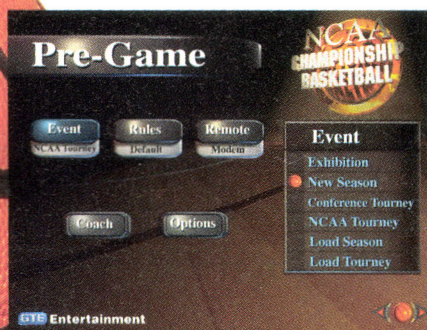 Pre-Game
NCAA
CHAMPIONSHIP
BASKETBALL
Event
NCAA Tourney
Rules
Default
Remote
Modem
Coach
Options
Event
Exhibition
New Season
Conference Tourney
NCAA Tourney
Load Season
Load Tourney
GTE Entertainment